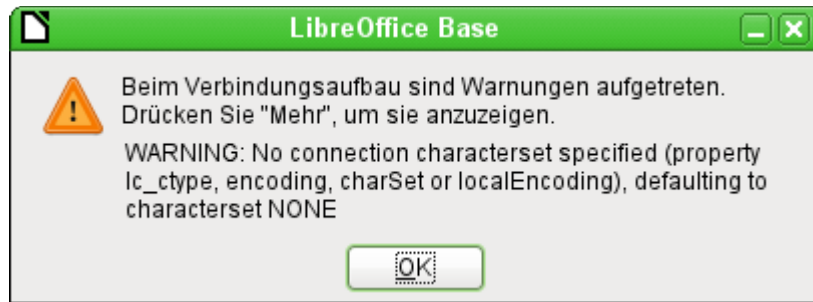 LibreOffice Base
Beim Verbindungsaufbau sind Warnungen aufgetreten.
Drücken Sie "Mehr", um sie anzuzeigen.
WARNING: No connection characterset specified (property
lc_ctype, encoding, charSet or localEncoding), defaulting to
characterset NONE
OK